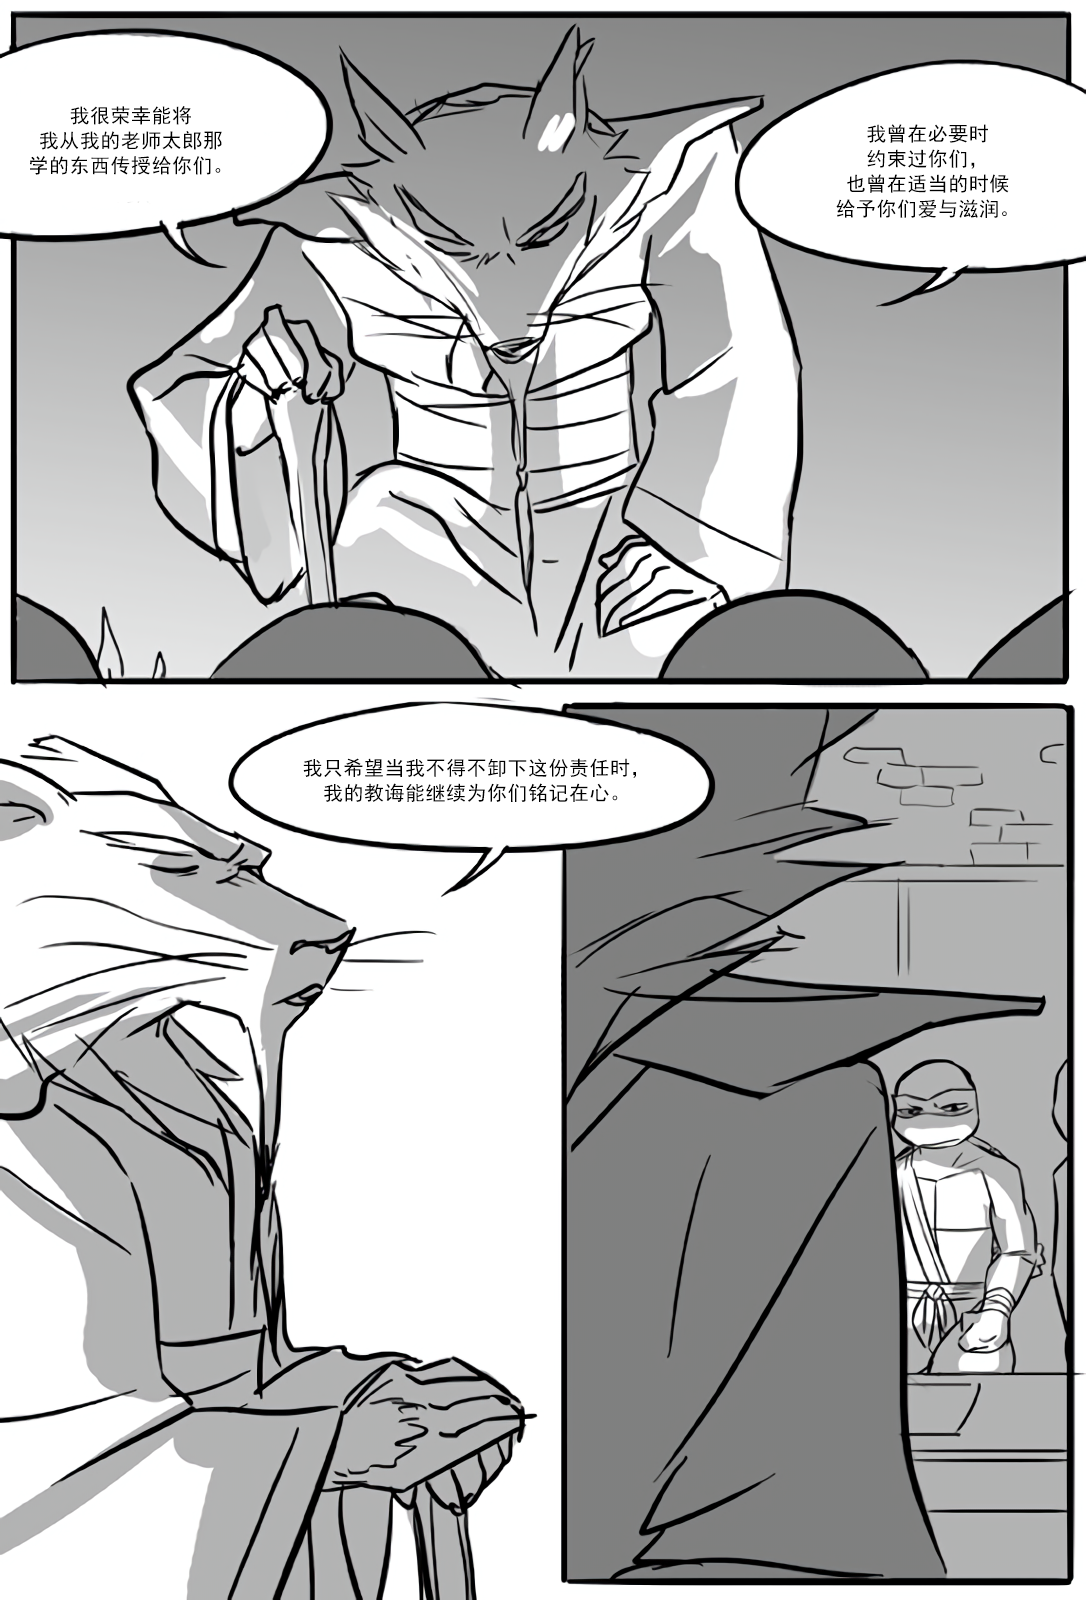 我很荣幸能将
我从我的老师太郎那
学的东西传授给你们。
我曾在必要时
约束过你们，
也曾在适当的时候
给予你们爱与滋润。
我只希望当我不得不卸下这份责任时，
我的教诲能继续为你们铭记在心。